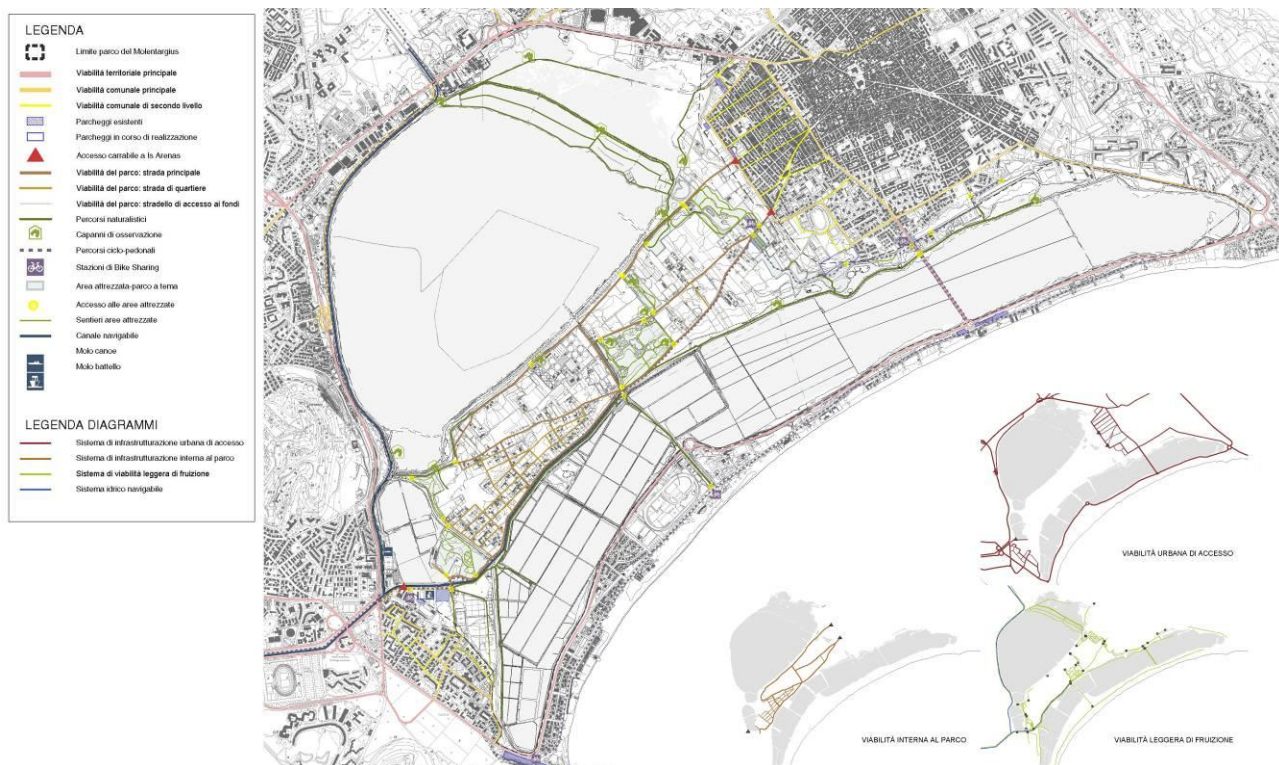 LEGENDA
Limite parco del Molentargius
Viabilità territoriale principale
Viabilità comunale principale
Viabilità comunale di secondo livello
Parcheggi esistenti
Parcheggi in corso di realizzazione
Accesso carrabile a Is Arenas
Viabilità del parco: strada principale
Viabilità del parco: strada di quartiere
Viabilità del parco: stradello di accesso ai fondi
Percorsi naturalistici
Capanni di osservazione
Percorsi ciclo-pedonali
Stazioni di Bike Sharing
Area attrezzata-parco a tema
Accesso alle aree attrezzate
Sentieri aree attrezzate
Canale navigabile
Molo canoe
Molo battello
LEGENDA DIAGRAMMI
Sistema di infrastrutturazione urbana di accesso
Sistema di infrastrutturazione interna al parco
Sistema di viabilità leggera di fruizione
Sistema idrico navigabile
VIABILITÀ URBANA DI ACCESSO
VIABILITÀ INTERNA AL PARCO
VIABILITÀ LEGGERA DI FRUIZIONE